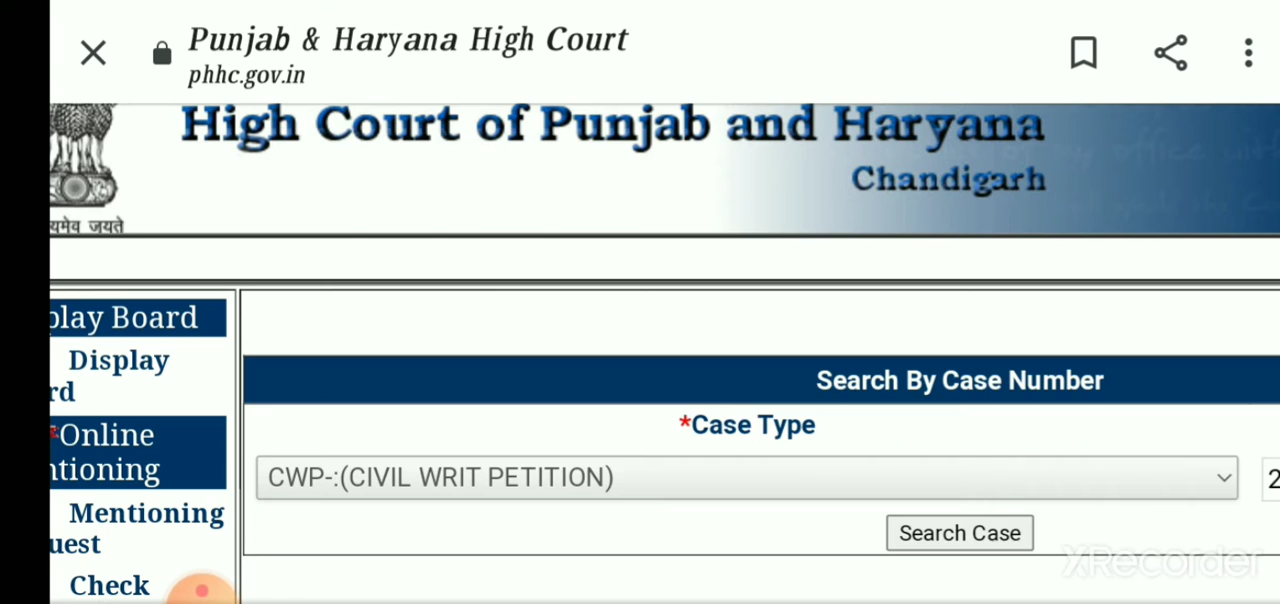 Punjab & Haryana High Court
phhc.gov.in
High Court of Punjab and Haryana
Chandigarh
यमेव जयते
play Board
Display
rd
*Online
ntioning
Mentioning
uest
Check
Search By Case Number
*Case Type
CWP-:(CIVIL WRIT PETITION)
2
Search Case
XRecorder